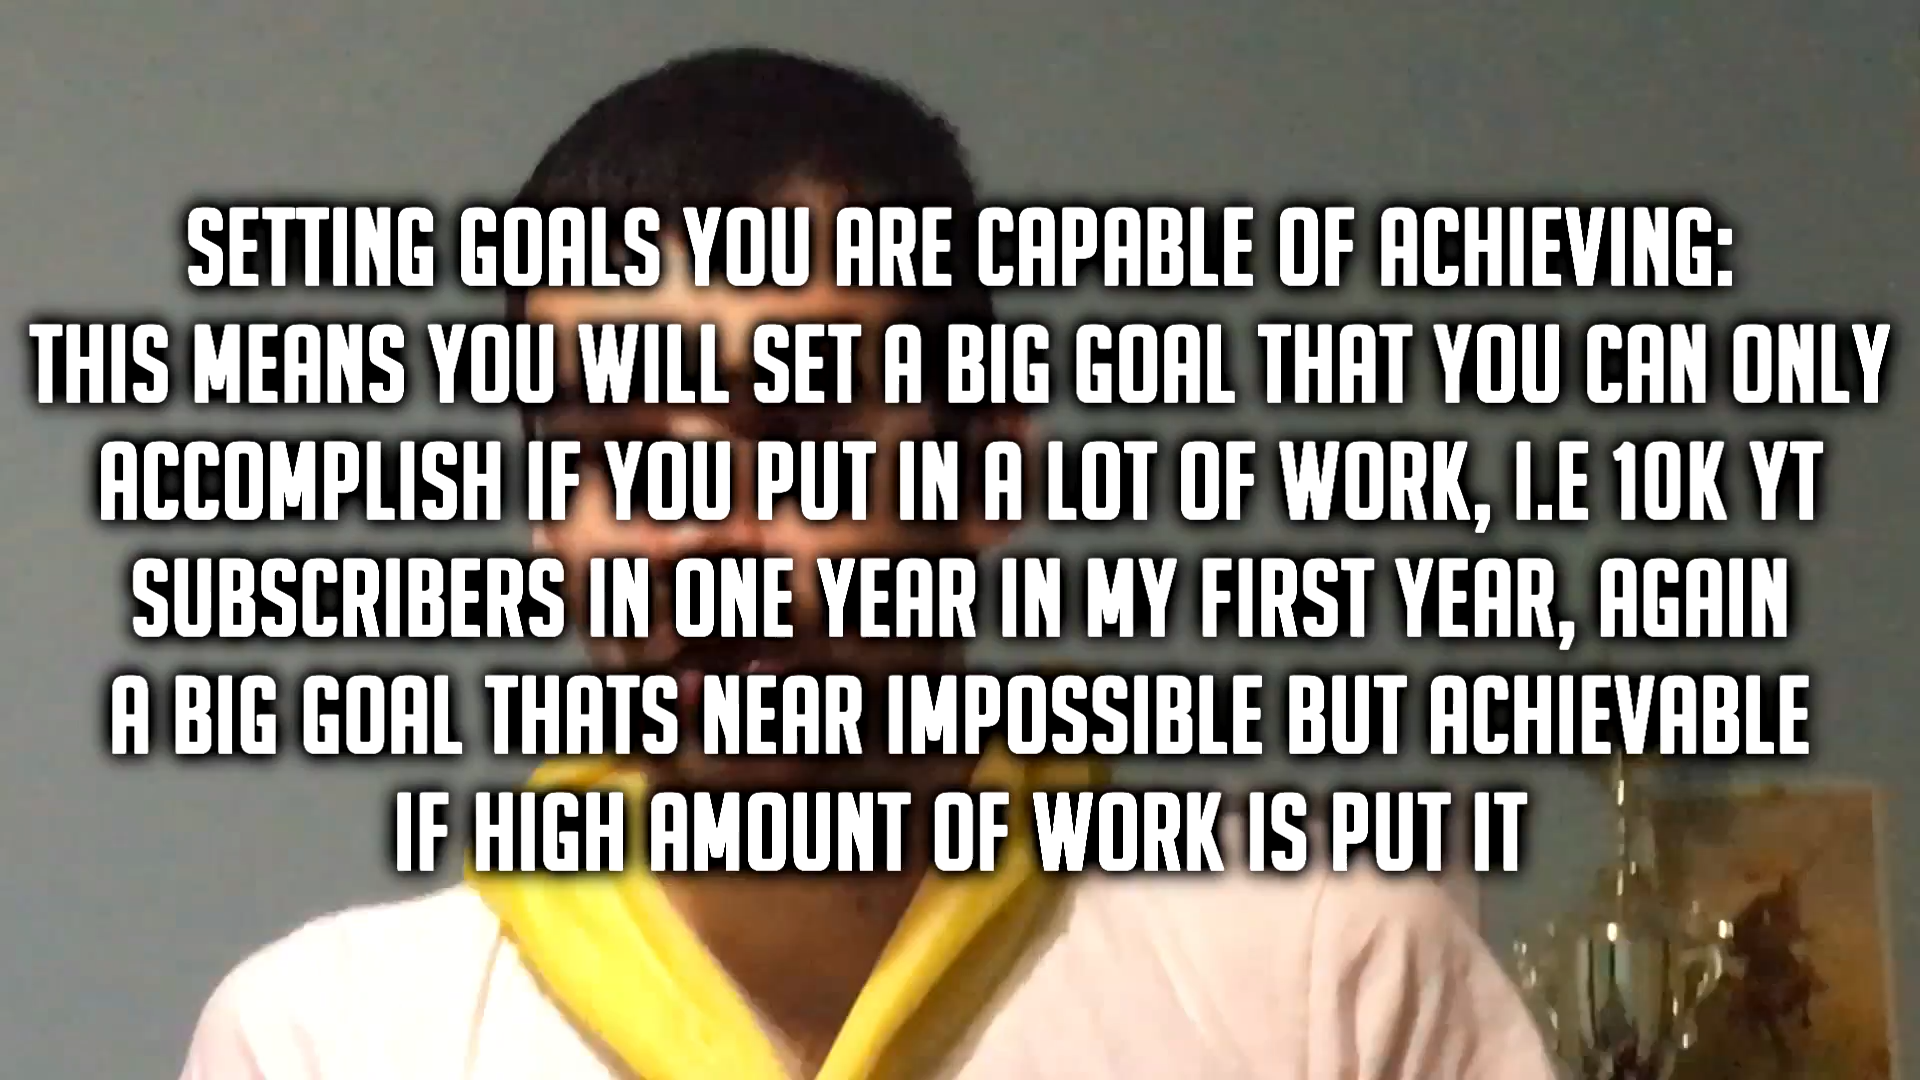 SETTING GOALS YOU ARE CAPABLE OF ACHIEVING:
THIS MEANS YOU WILL SET A BIG GOAL THAT YOU CAN ONLY
ACCOMPLISH IF YOU PUT IN A LOT OF WORK, I.E 10K YT
SUBSCRIBERS IN ONE YEAR IN MY FIRST YEAR, AGAIN
A BIG GOAL THATS NEAR IMPOSSIBLE BUT ACHIEVABLE
IF HIGH AMOUNT OF WORK IS PUT IT